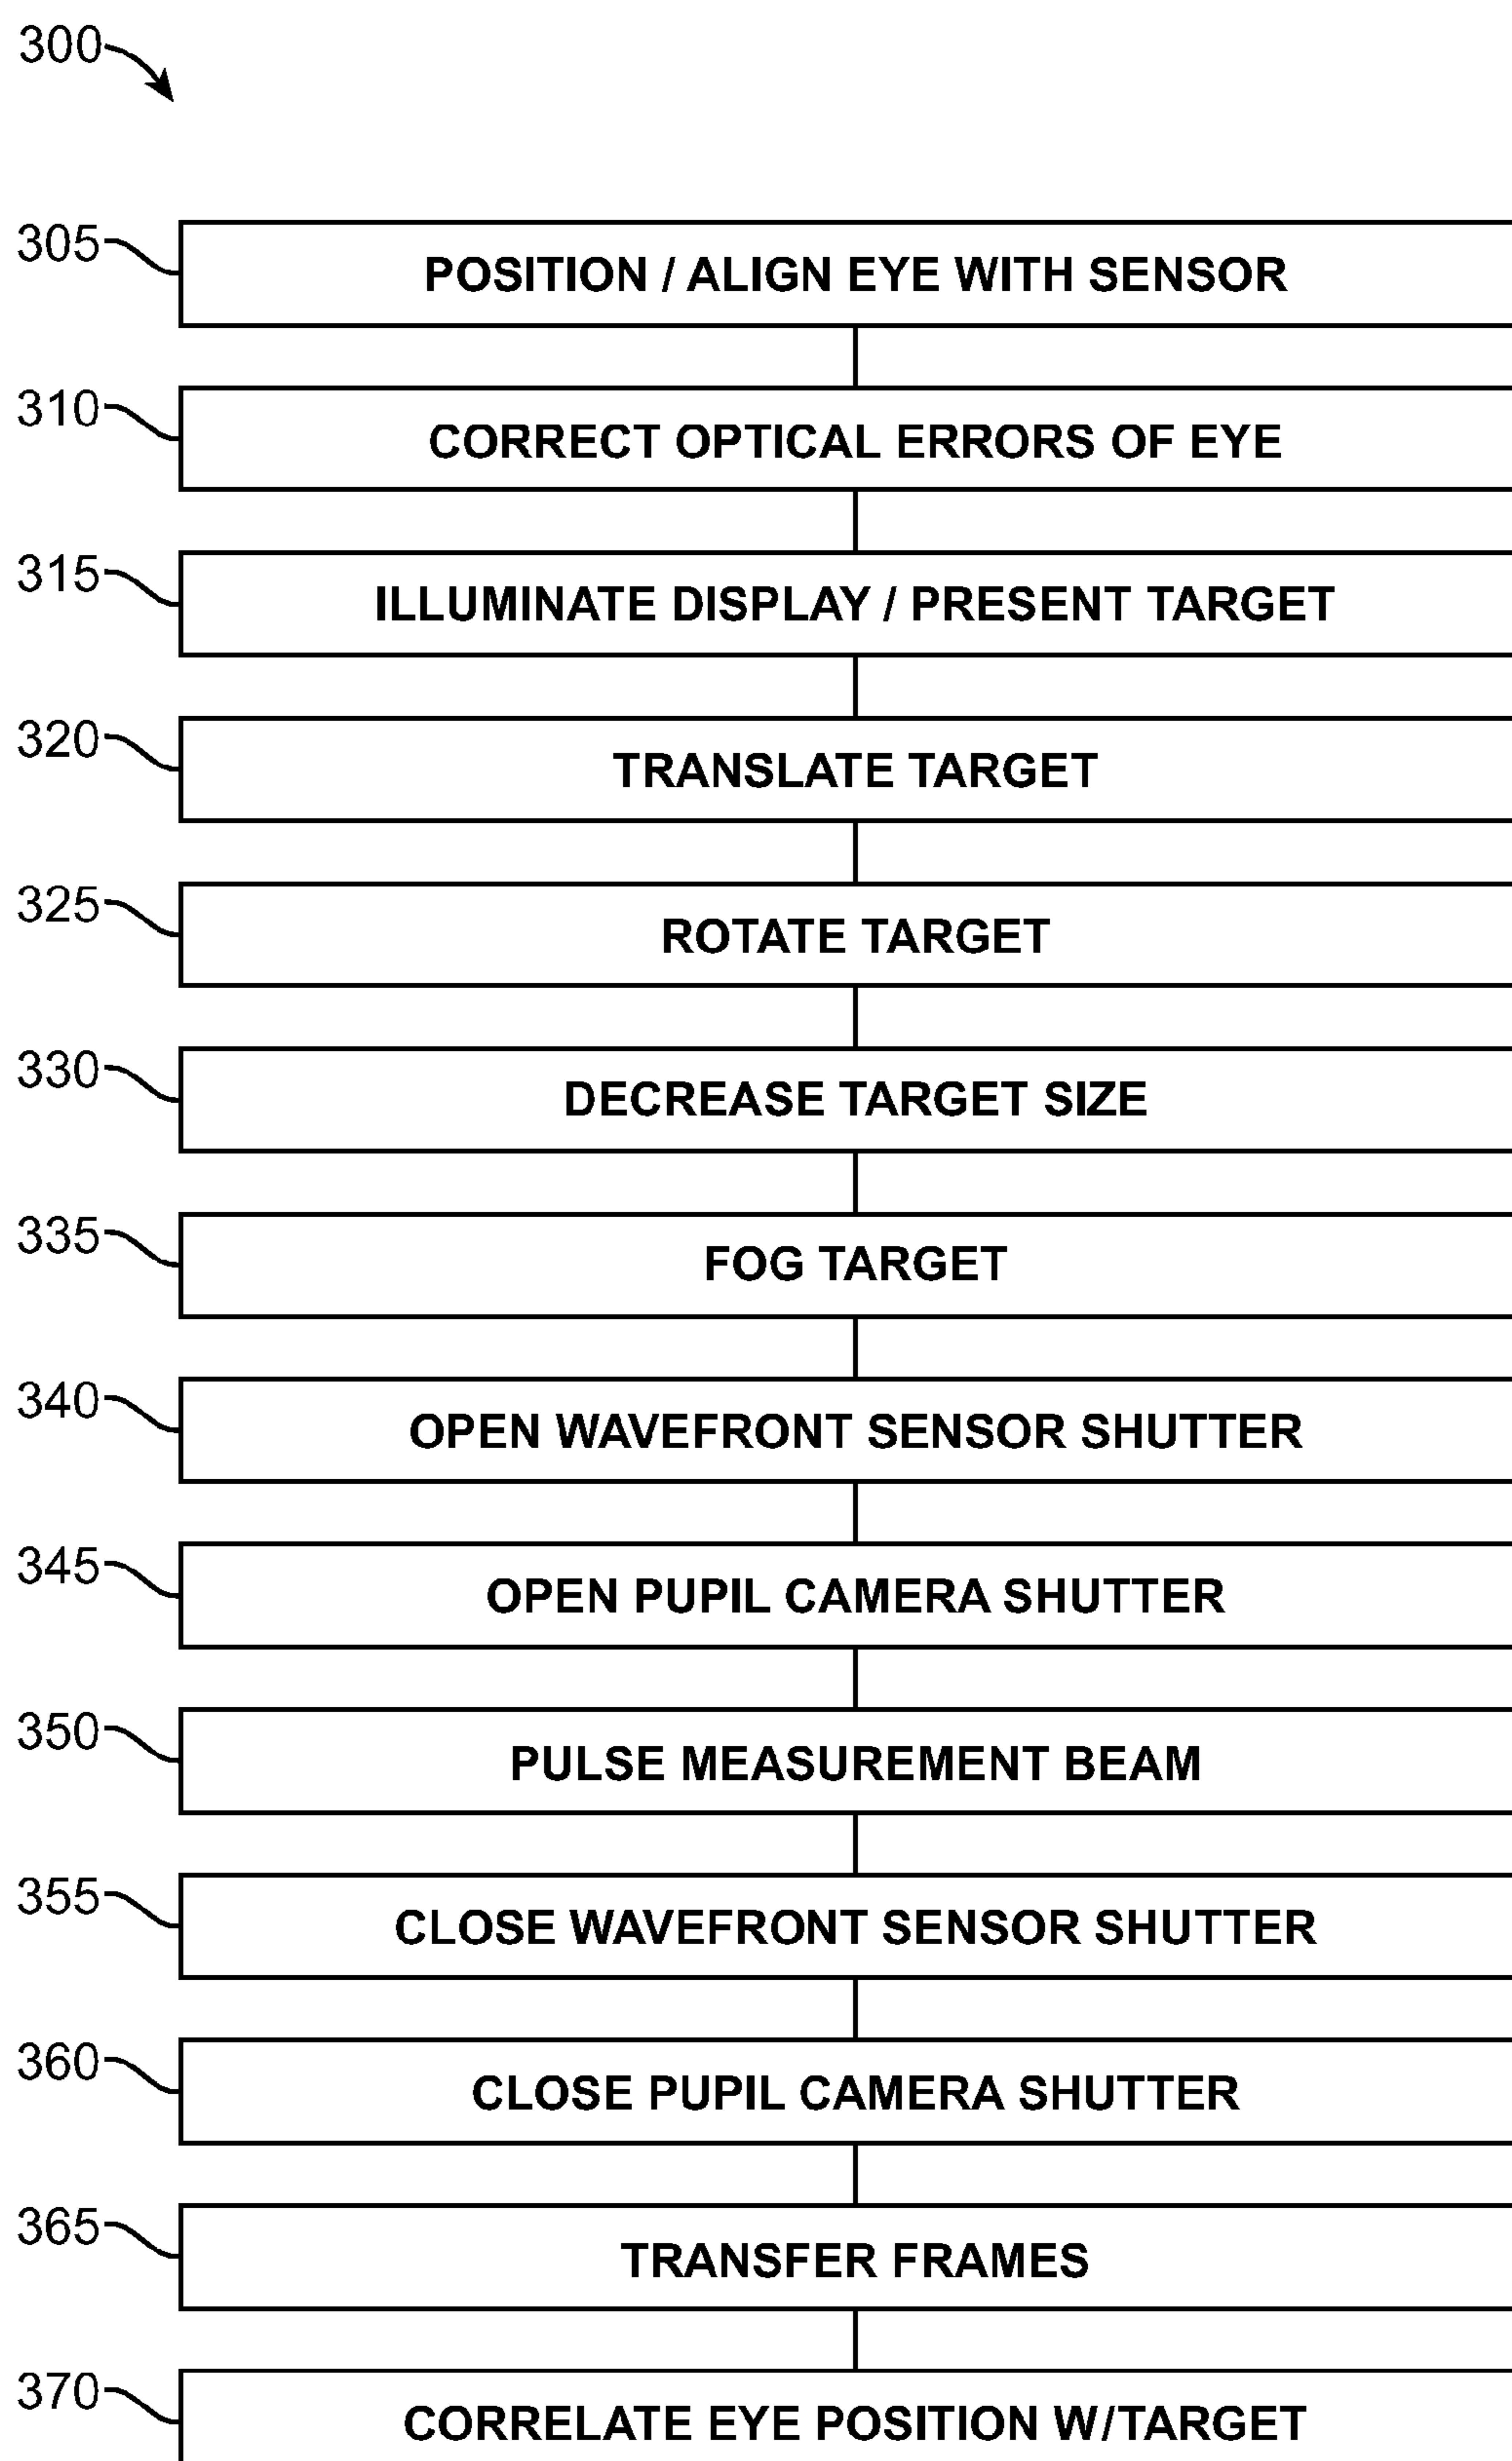 300
305 POSITION / ALIGN EYE WITH SENSOR
310 CORRECT OPTICAL ERRORS OF EYE
315 ILLUMINATE DISPLAY / PRESENT TARGET
320 TRANSLATE TARGET
325 ROTATE TARGET
330 DECREASE TARGET SIZE
335 FOG TARGET
340 OPEN WAVEFRONT SENSOR SHUTTER
345 OPEN PUPIL CAMERA SHUTTER
350 PULSE MEASUREMENT BEAM
355 CLOSE WAVEFRONT SENSOR SHUTTER
360 CLOSE PUPIL CAMERA SHUTTER
365 TRANSFER FRAMES
370 CORRELATE EYE POSITION W/TARGET